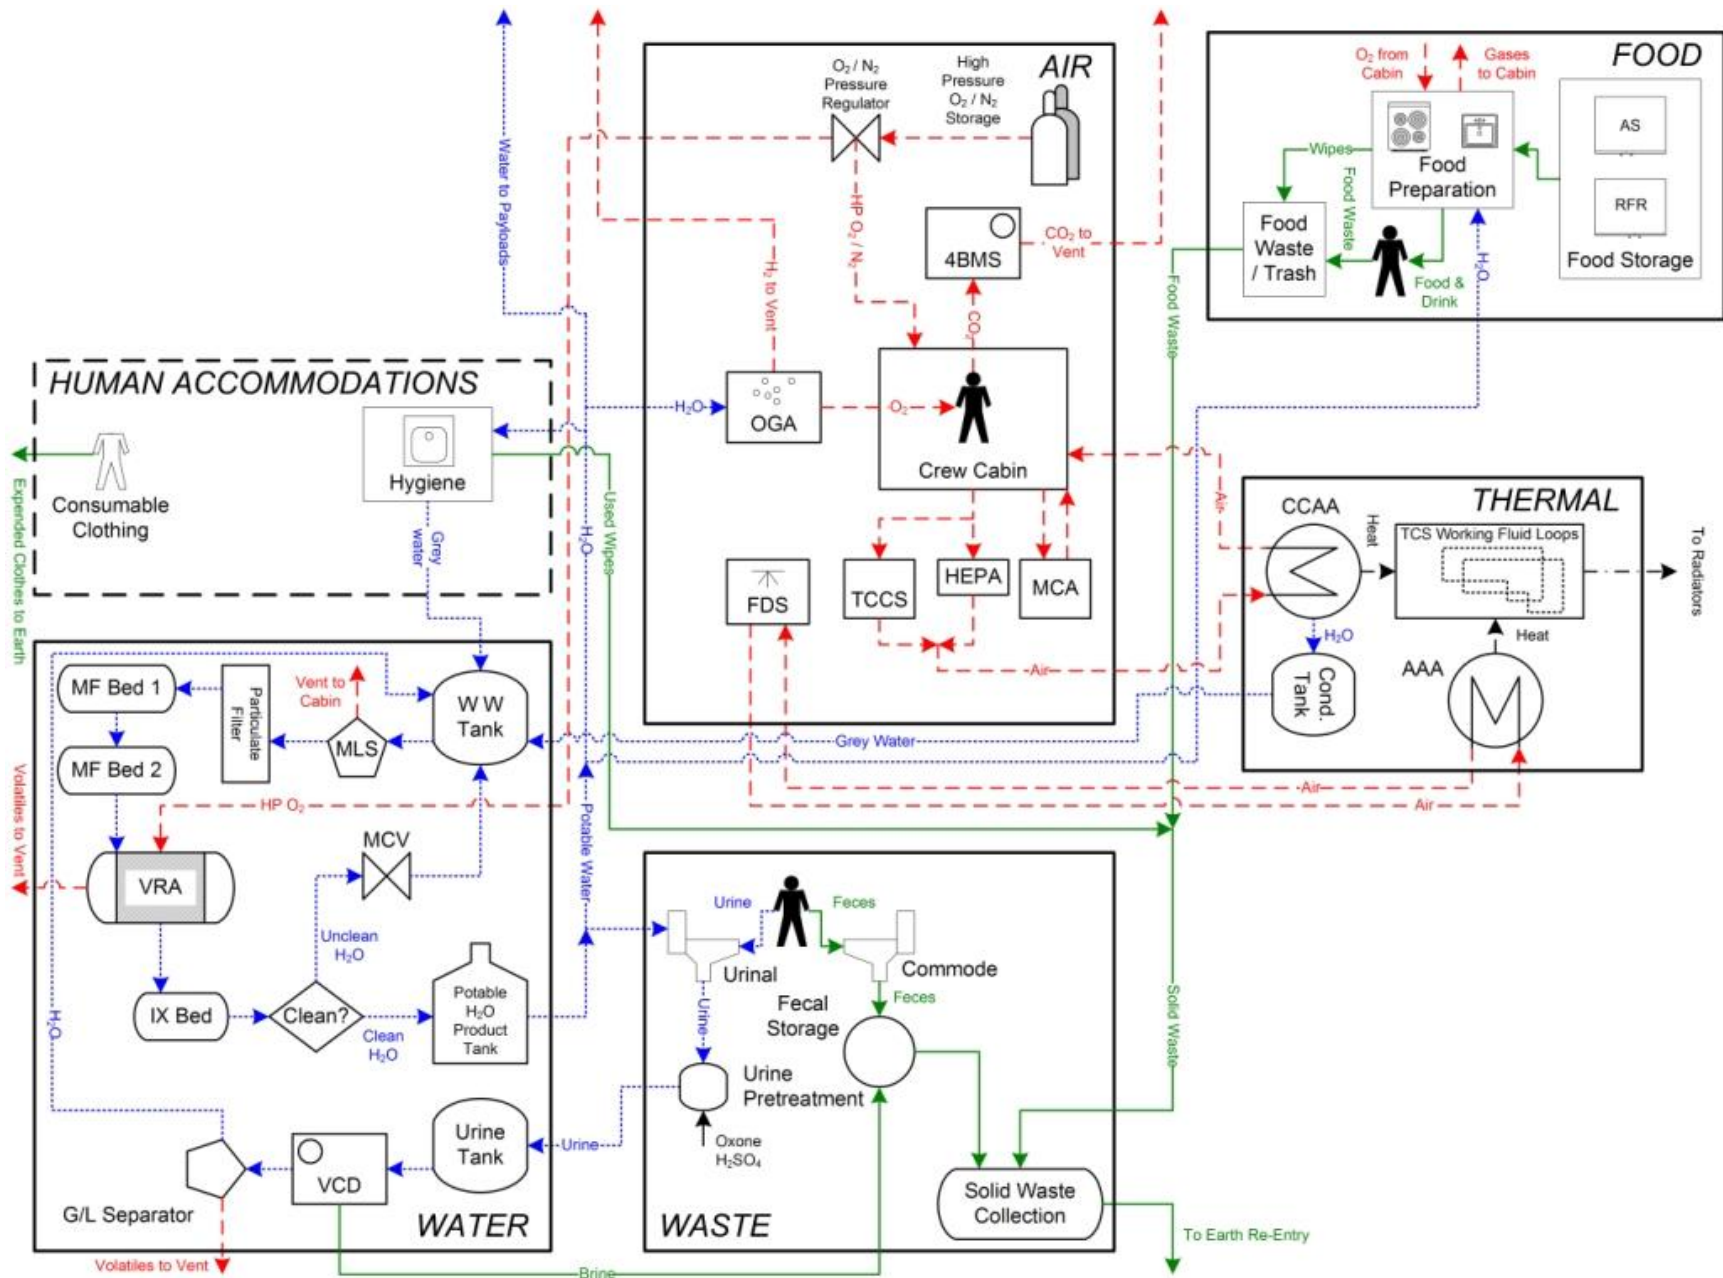 AIR
O₂ / N₂
Pressure
Regulator
High
Pressure
O₂ / N₂
Storage
HP O₂ / N₂
H₂ to Vent
4BMS
CO₂ to
Vent
CO₂
H₂O
OGA
O₂
Crew Cabin
FDS
TCCS
HEPA
MCA
Air
Water to Payloads
FOOD
O₂ from
Cabin
Gases
to Cabin
Wipes
Food Waste
Food
Preparation
AS
RFR
Food Storage
Food
Waste
/ Trash
Food &
Drink
H₂O
Food Waste
HUMAN ACCOMMODATIONS
Consumable
Clothing
Hygiene
Expended Clothes to Earth
Grey
water
Used Wipes
H₂O
THERMAL
CCAA
Heat
TCS Working Fluid Loops
To Radiators
Air
H₂O
Heat
Cond.
Tank
AAA
Grey Water
Air
Air
MF Bed 1
Particulate
Filter
Vent to
Cabin
MLS
W W
Tank
MF Bed 2
Volatiles to Vent
HP O₂
VRA
MCV
Potable Water
Unclean
H₂O
IX Bed
Clean?
Clean
H₂O
Potable
H₂O
Product
Tank
H₂O
Urine
Tank
VCD
G/L Separator
WATER
Volatiles to Vent
Brine
Urine
Feces
Urinal
Commode
Urine
Feces
Fecal
Storage
Urine
Pretreatment
Oxone
H₂SO₄
Urine
Solid Waste
Solid Waste
Collection
WASTE
To Earth Re-Entry